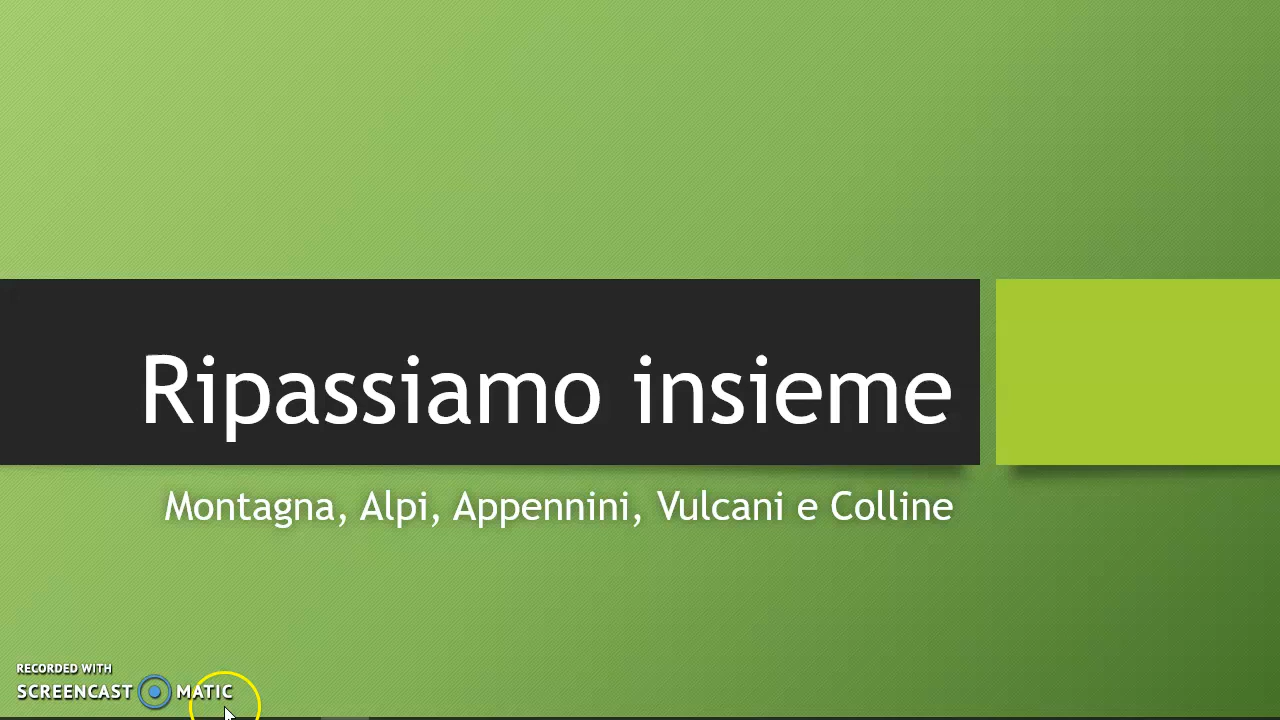 Ripassiamo insieme
Montagna, Alpi, Appennini, Vulcani e Colline
RECORDED WITH
SCREENCAST MATIC